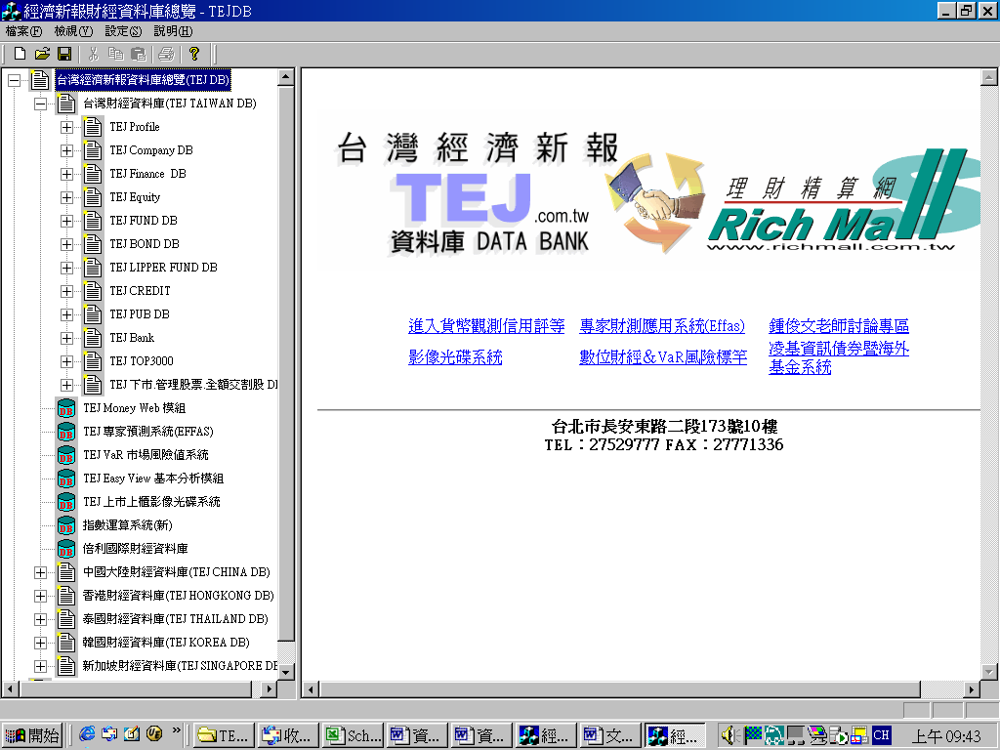 經濟新報財經資料庫總覽 - TEJDB
檔案(F) 檢視(V) 設定(S) 說明(H)
台灣經濟新報資料庫總覽(TEJ DB)
台灣財經資料庫(TEJ TAIWAN DB)
TEJ Profile
TEJ Company DB
TEJ Finance DB
TEJ Equity
TEJ FUND DB
TEJ BOND DB
TEJ LIPPER FUND DB
TEJ CREDIT
TEJ PUB DB
TEJ Bank
TEJ TOP3000
TEJ 下市.管理股票.全額交割股 DI
TEJ Money Web 模組
TEJ 專家預測系統(EFFAS)
TEJ VaR 市場風險值系統
TEJ Easy View 基本分析模組
TEJ 上市上櫃影像光碟系統
指數運算系統(新)
倍利國際財經資料庫
中國大陸財經資料庫(TEJ CHINA DB)
香港財經資料庫(TEJ HONGKONG DB)
泰國財經資料庫(TEJ THAILAND DB)
韓國財經資料庫(TEJ KOREA DB)
新加坡財經資料庫(TEJ SINGAPORE DE
台灣經濟新報
TEJ.com.tw
資料庫 DATA BANK
理財精算網
Rich Mall
www.richmall.com.tw
進入貨幣觀測信用評等 專家財測應用系統(Effas) 鍾俊文老師討論專區
影像光碟系統 數位財經&VaR風險標竿 凌基資訊債券暨海外
基金系統
台北市長安東路二段173號10樓
TEL：27529777 FAX：27771336
開始 TE... 收... Sch... 資... 資... 經... 文... 經... CH 上午 09:43